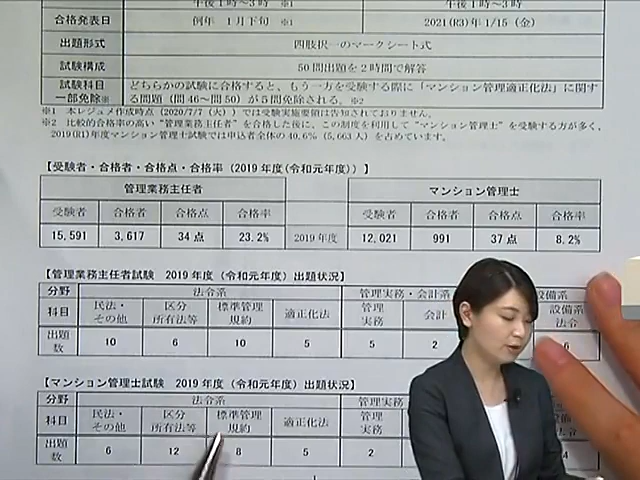 午後1時～3時 ※1 午後1時～3時
合格発表日 例年 1月下旬 ※1 2021(R3)年 1/15 (金)
出題形式 四肢択一のマークシート式
試験構成 50問出題を2時間で解答
試験科目 どちらかの試験に合格すると、もう一方を受験する際に「マンション管理適正化法」に関す
一部免除※ る問題（問46～問50）が5問免除される。※2
※1 本レジュメ作成時点（2020/7/7（火））では受験実施要領は告知されておりません。
※2 比較的合格率の高い"管理業務主任者"を合格した後に、この制度を利用して"マンション管理士"を受験する方が多く、
2019(R1)年度マンション管理士試験では申込者全体の40.6%（5,663人）を占めています。
【受験者・合格者・合格点・合格率（2019年度(令和元年度)）】
管理業務主任者 マンション管理士
受験者 合格者 合格点 合格率 受験者 合格者 合格点 合格率
15,591 3,617 34点 23.2% 2019年度 12,021 991 37点 8.2%
【管理業務主任者試験 2019年度（令和元年度）出題状況】
分野 法令系 管理実務・会計系 設備系
科目 民法・その他 区分所有法等 標準管理規約 適正化法 管理実務 会計 設備系法令
出題数 10 6 10 5 5 2 6
【マンション管理士試験 2019年度（令和元年度）出題状況】
分野 法令系 管理実務
科目 民法・その他 区分所有法等 標準管理規約 適正化法 管理実務
出題数 6 12 8 5 2 4